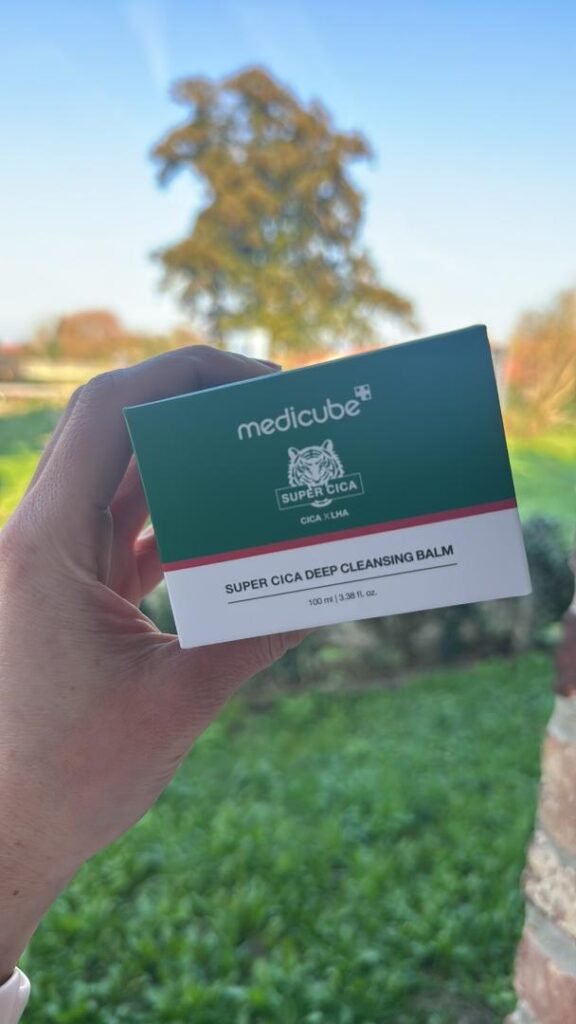 medicube
SUPER CICA
CICA X LHA
SUPER CICA DEEP CLEANSING BALM
100 ml | 3.38 fl. oz.